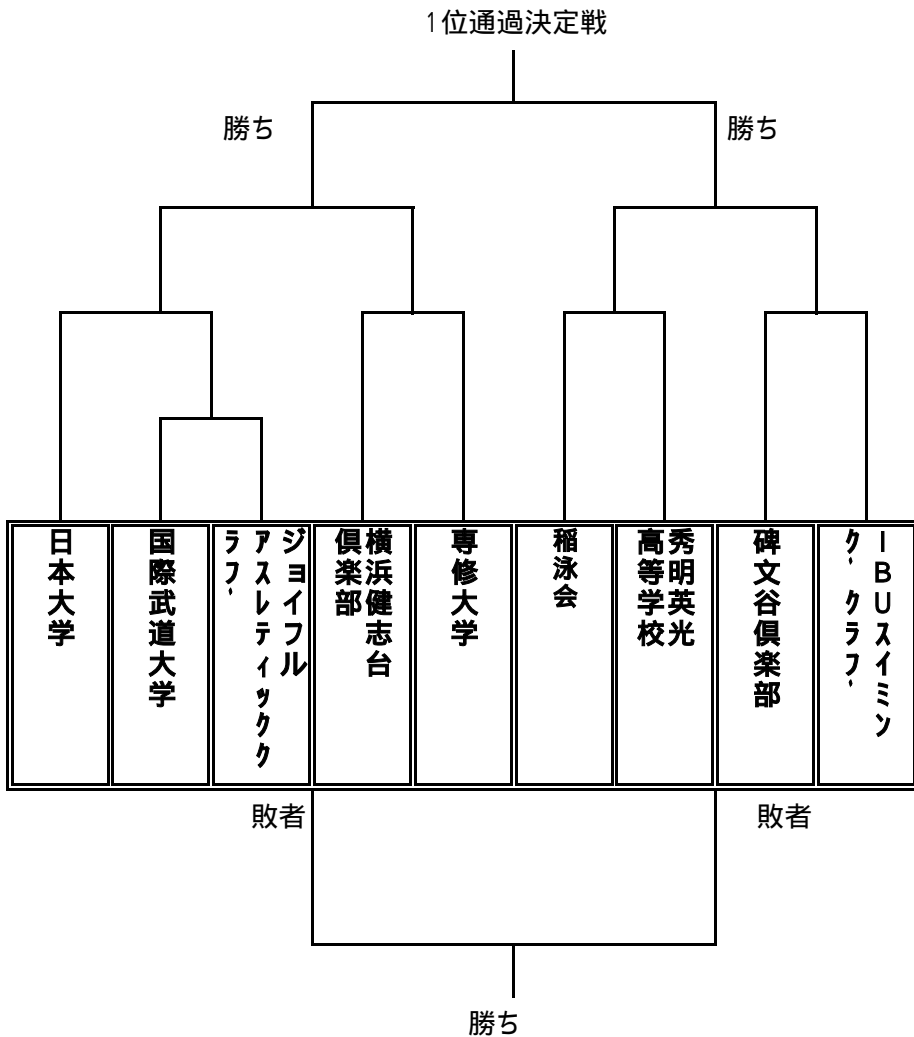 1位通過決定戦
勝ち
勝ち
日本大学
国際武道大学
ジョイフル
アスレティックク
ラブ
横浜健志台
倶楽部
専修大学
稲泳会
秀明英光
高等学校
碑文谷倶楽部
IBUスイミン
グ クラブ
敗者
敗者
勝ち